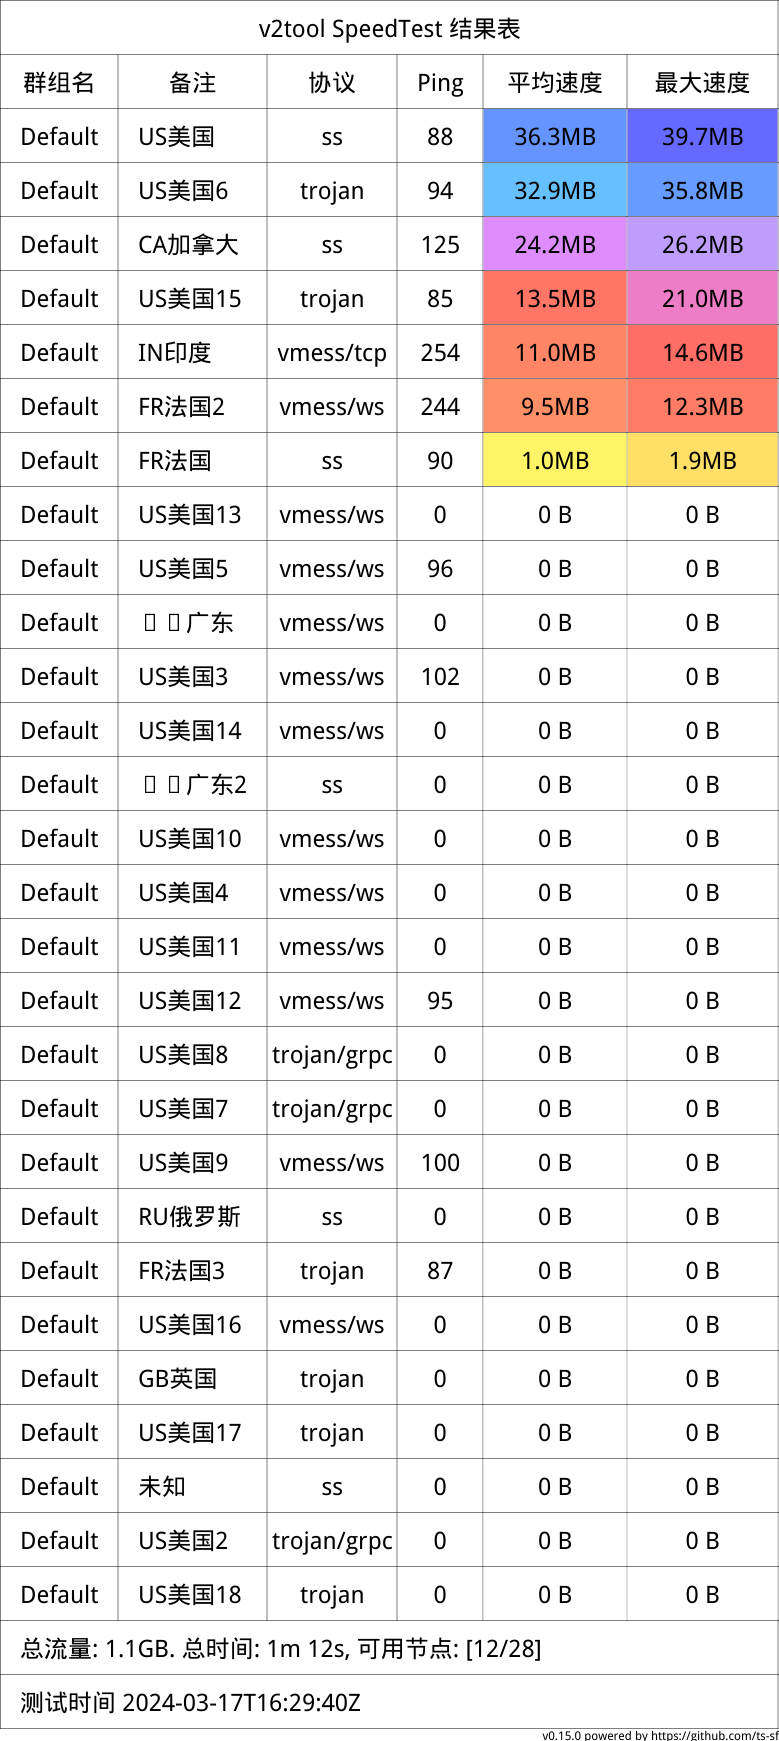 v2tool SpeedTest 结果表
群组名 备注 协议 Ping 平均速度 最大速度
Default US美国 ss 88 36.3MB 39.7MB
Default US美国6 trojan 94 32.9MB 35.8MB
Default CA加拿大 ss 125 24.2MB 26.2MB
Default US美国15 trojan 85 13.5MB 21.0MB
Default IN印度 vmess/tcp 254 11.0MB 14.6MB
Default FR法国2 vmess/ws 244 9.5MB 12.3MB
Default FR法国 ss 90 1.0MB 1.9MB
Default US美国13 vmess/ws 0 0 B 0 B
Default US美国5 vmess/ws 96 0 B 0 B
Default 广东 vmess/ws 0 0 B 0 B
Default US美国3 vmess/ws 102 0 B 0 B
Default US美国14 vmess/ws 0 0 B 0 B
Default 广东2 ss 0 0 B 0 B
Default US美国10 vmess/ws 0 0 B 0 B
Default US美国4 vmess/ws 0 0 B 0 B
Default US美国11 vmess/ws 0 0 B 0 B
Default US美国12 vmess/ws 95 0 B 0 B
Default US美国8 trojan/grpc 0 0 B 0 B
Default US美国7 trojan/grpc 0 0 B 0 B
Default US美国9 vmess/ws 100 0 B 0 B
Default RU俄罗斯 ss 0 0 B 0 B
Default FR法国3 trojan 87 0 B 0 B
Default US美国16 vmess/ws 0 0 B 0 B
Default GB英国 trojan 0 0 B 0 B
Default US美国17 trojan 0 0 B 0 B
Default 未知 ss 0 0 B 0 B
Default US美国2 trojan/grpc 0 0 B 0 B
Default US美国18 trojan 0 0 B 0 B
总流量: 1.1GB. 总时间: 1m 12s, 可用节点: [12/28]
测试时间 2024-03-17T16:29:40Z
v0.15.0 powered by https://github.com/ts-sf